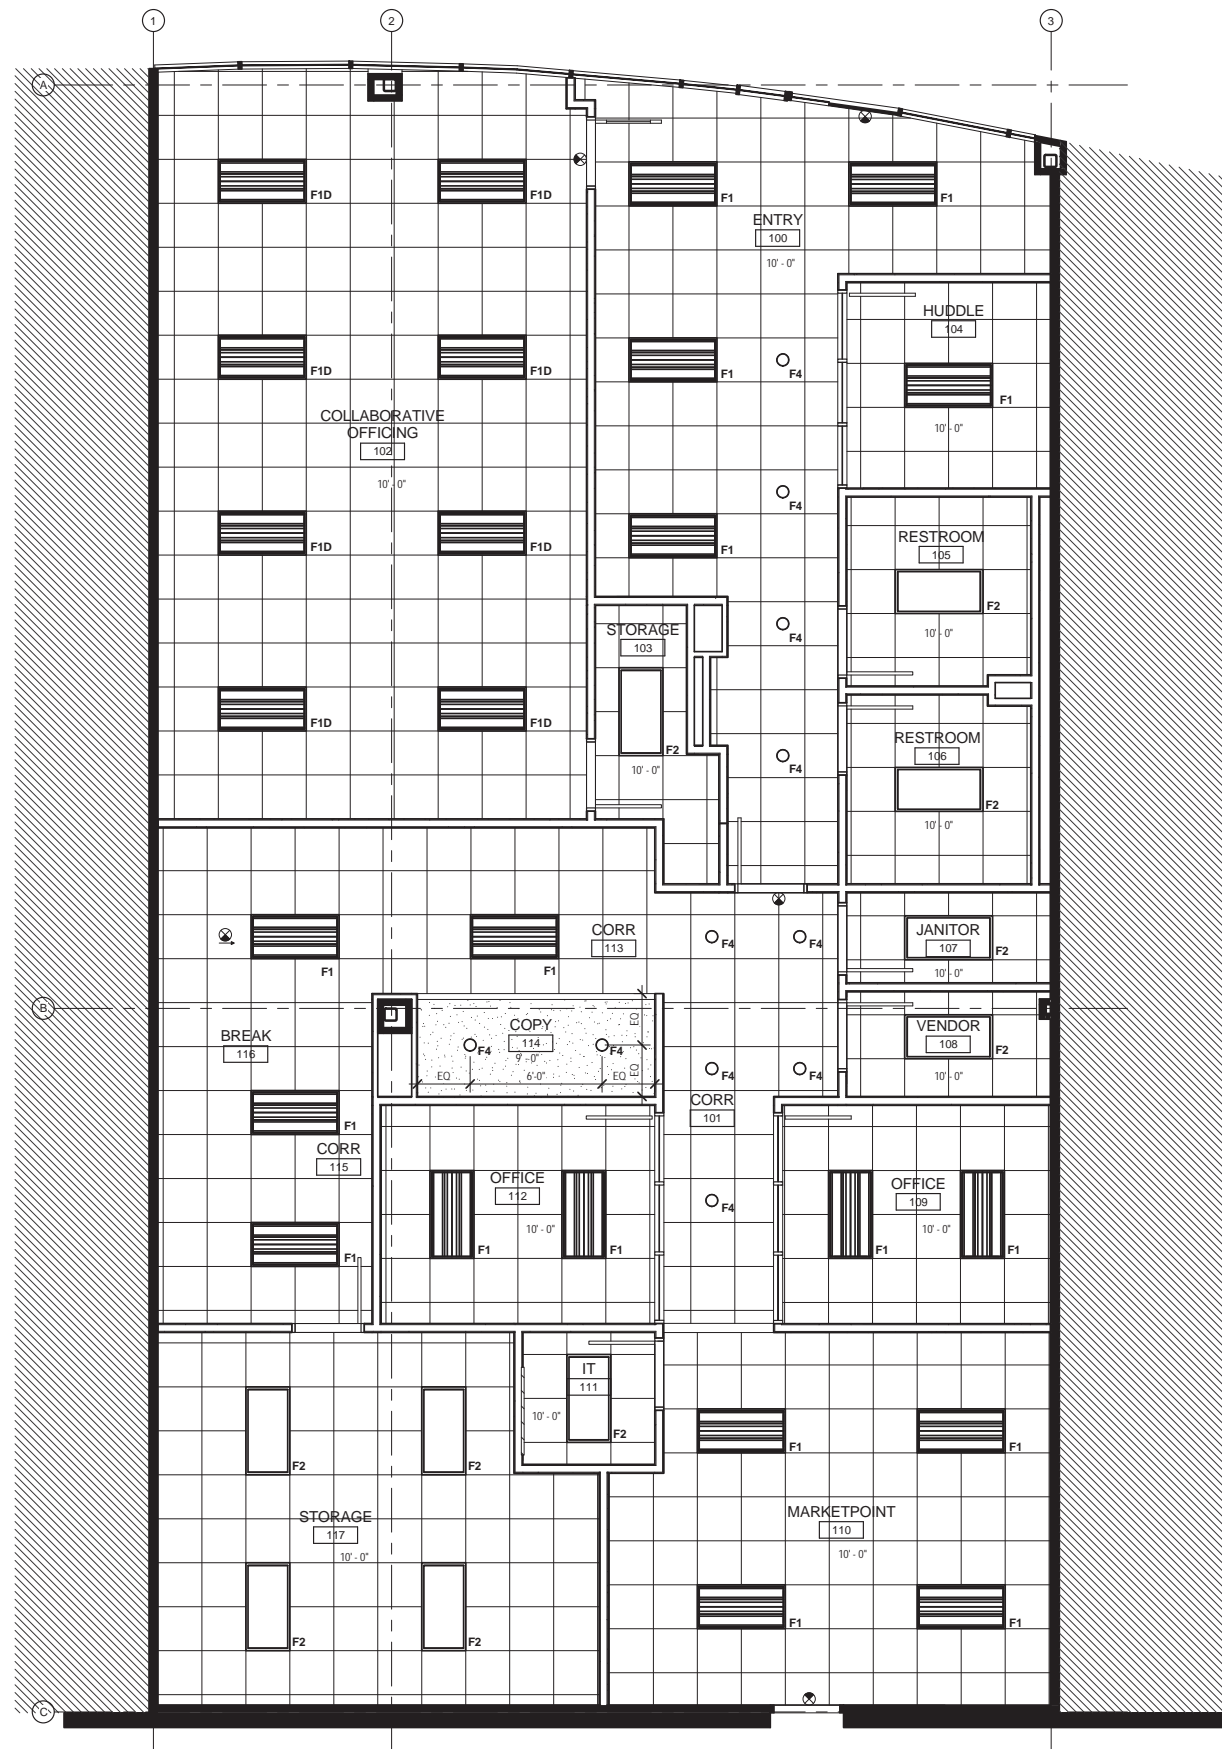 1
2
3
A
F1D
F1D
F1
F1
ENTRY
100
10' - 0"
HUDDLE
104
F1D
F1D
F1
F4
F1
10' - 0"
COLLABORATIVE
OFFICING
102
10' - 0"
F4
F1D
F1D
F1
RESTROOM
105
F2
10' - 0"
STORAGE
103
F4
F1D
F1D
F2
10' - 0"
F4
RESTROOM
106
F2
10' - 0"
CORR
113
F1
F1
F4
F4
JANITOR
107
F2
10' - 0"
B
BREAK
116
COPY
114
9' - 0"
F4
F4
EQ
EQ
EQ
6'-0"
EQ
VENDOR
108
F2
10' - 0"
F4
F4
CORR
101
F1
CORR
115
OFFICE
112
10' - 0"
F1
F1
F4
OFFICE
109
10' - 0"
F1
F1
F1
IT
111
10' - 0"
F2
F2
F2
F1
F1
STORAGE
117
10' - 0"
MARKETPOINT
110
10' - 0"
F2
F2
F1
F1
C